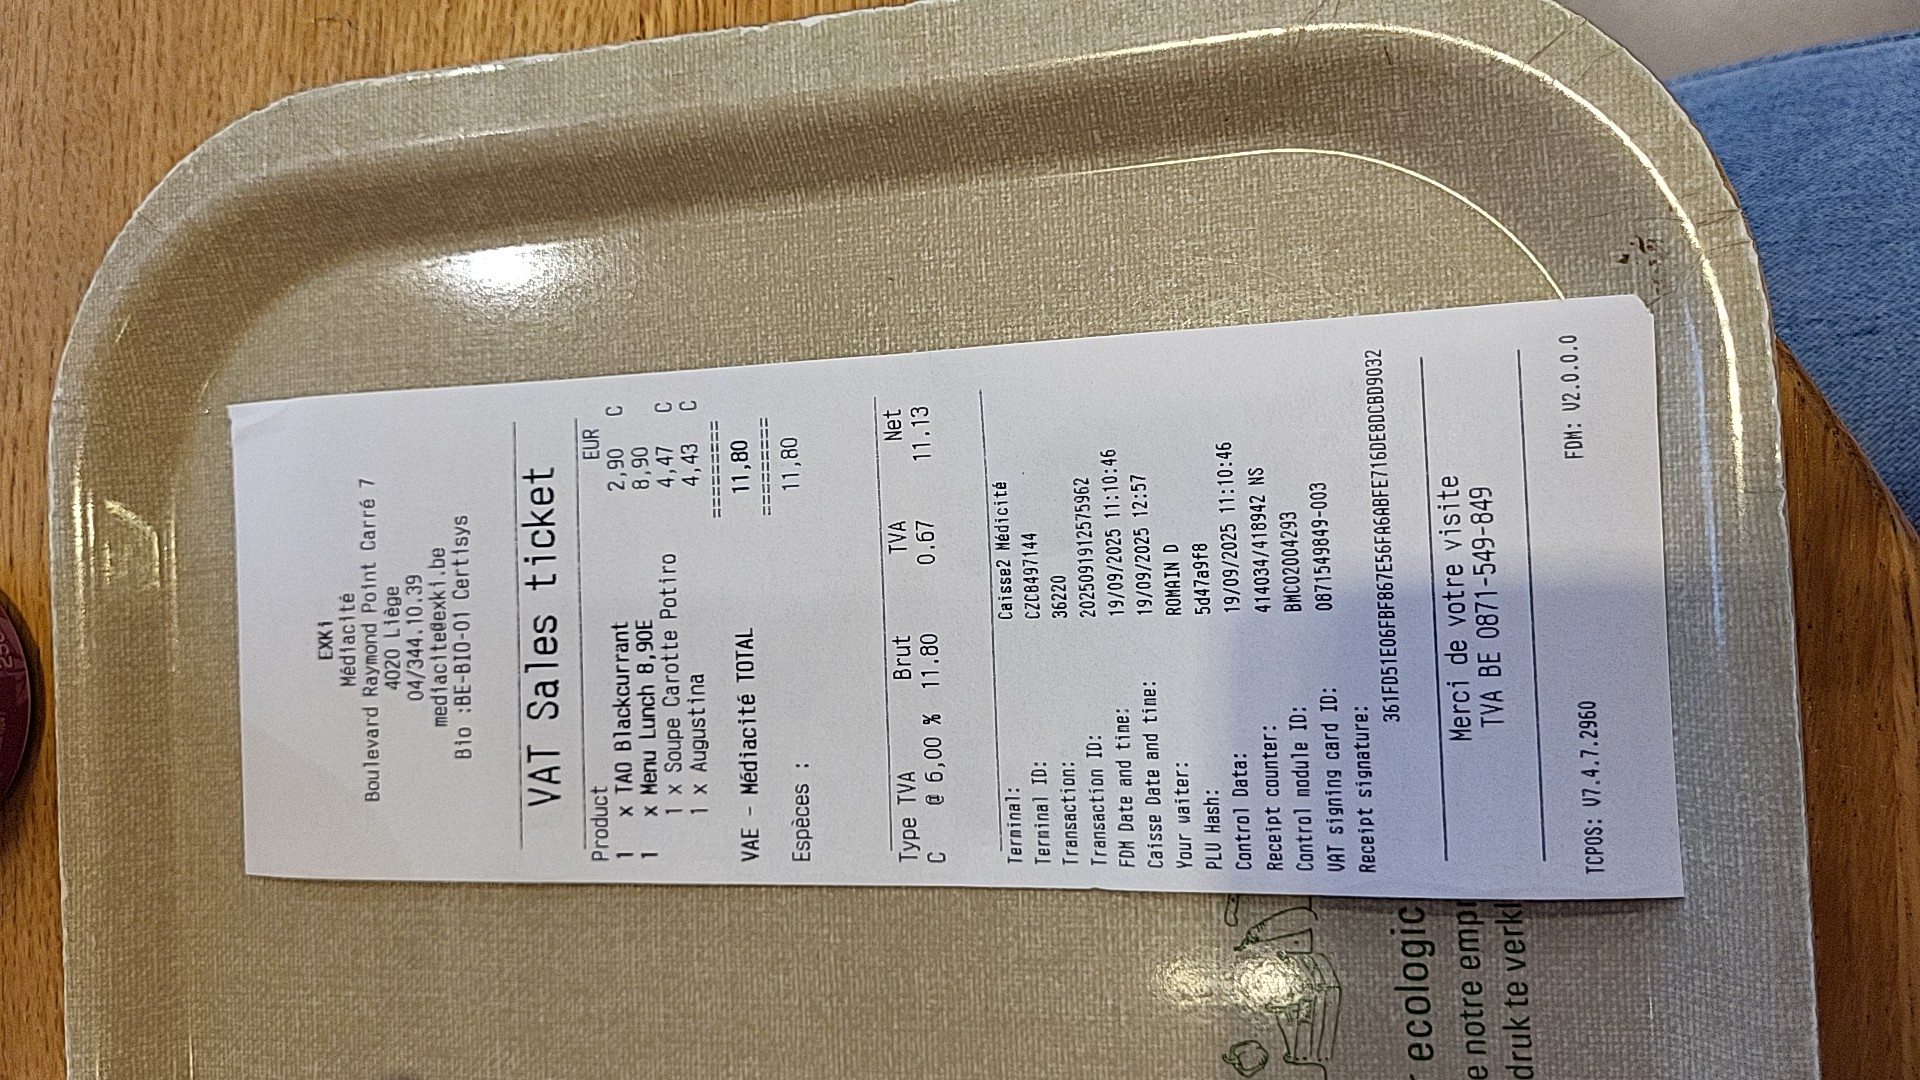 EXKi
Médiacité
Boulevard Raymond Point Carré 7
4020 Liège
04/344.10.39
mediacite@exki.be
Bio :BE-BIO-01 Certisys
VAT Sales ticket
Product EUR
1 x TAO Blackcurrant 2,90 C
1 x Menu Lunch 8,90E 8,90
1 x Soupe Carotte Potiro 4,47 C
1 x Augustina 4,43 C
========
VAE - Médiacité TOTAL 11,80
========
Espèces : 11,80
Type TVA Brut TVA Net
C @ 6,00 % 11.80 0.67 11.13
Terminal: Caisse2 Médicité
Terminal ID: CZC8497144
Transaction: 36220
Transaction ID: 20250919125759​62
FDM Date and time: 19/09/2025 11:10:46
Caisse Date and time: 19/09/2025 12:57
Your waiter: ROMAIN D
PLU Hash: 5d47a9f8
Control Data: 19/09/2025 11:10:46
Receipt counter: 414034/418942 NS
Control module ID: BMC02004293
VAT signing card ID: 0871549849-003
Receipt signature:
361FD51E06FBF867E56FA6ABFE716DE8DCBD9032
Merci de votre visite
TVA BE 0871-549-849
TCPOS: V7.4.7.2960 FDM: V2.0.0.0
ecologic
e notre emp
druk te verkl